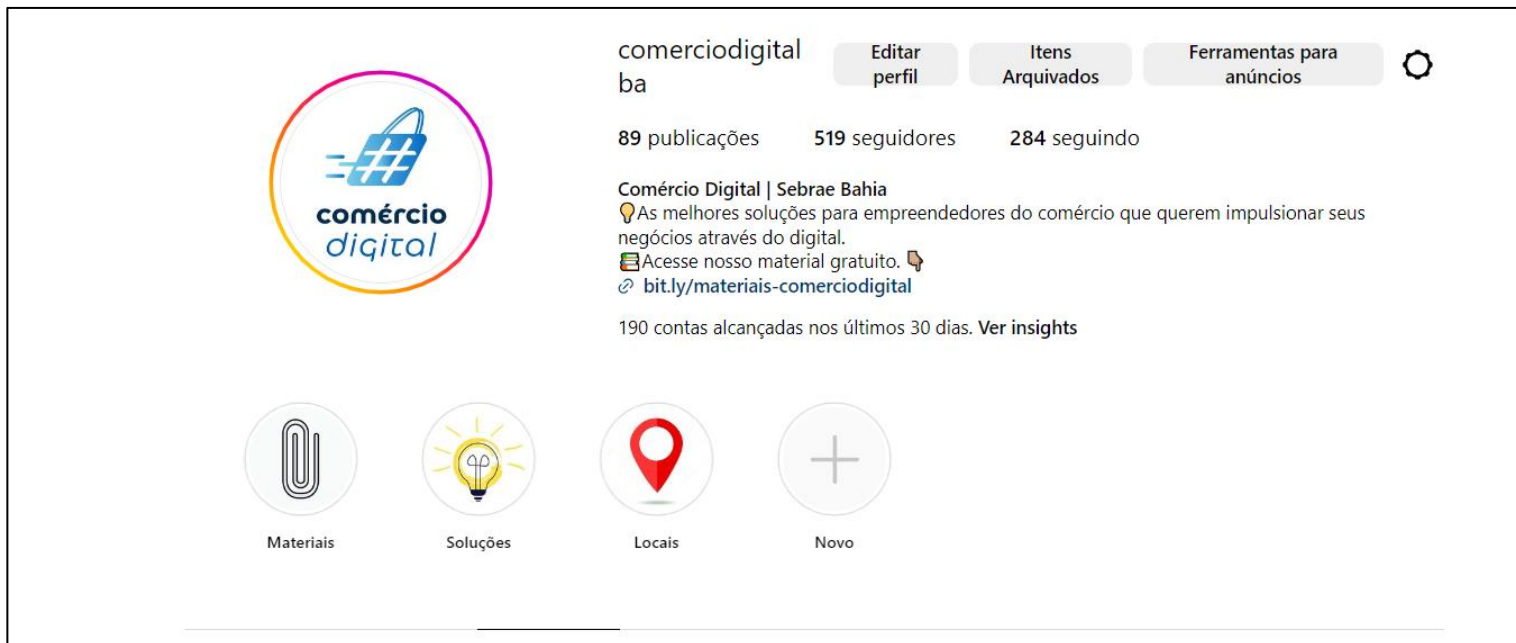 comerciodigital
ba
Editar
perfil
Itens
Arquivados
Ferramentas para
anúncios
89 publicações 519 seguidores 284 seguindo
Comércio Digital | Sebrae Bahia
💡As melhores soluções para empreendedores do comércio que querem impulsionar seus
negócios através do digital.
📚Acesse nosso material gratuito. 👇🏽
bit.ly/materiais-comerciodigital
190 contas alcançadas nos últimos 30 dias. Ver insights
#
comércio
digital
Materiais
Soluções
Locais
Novo